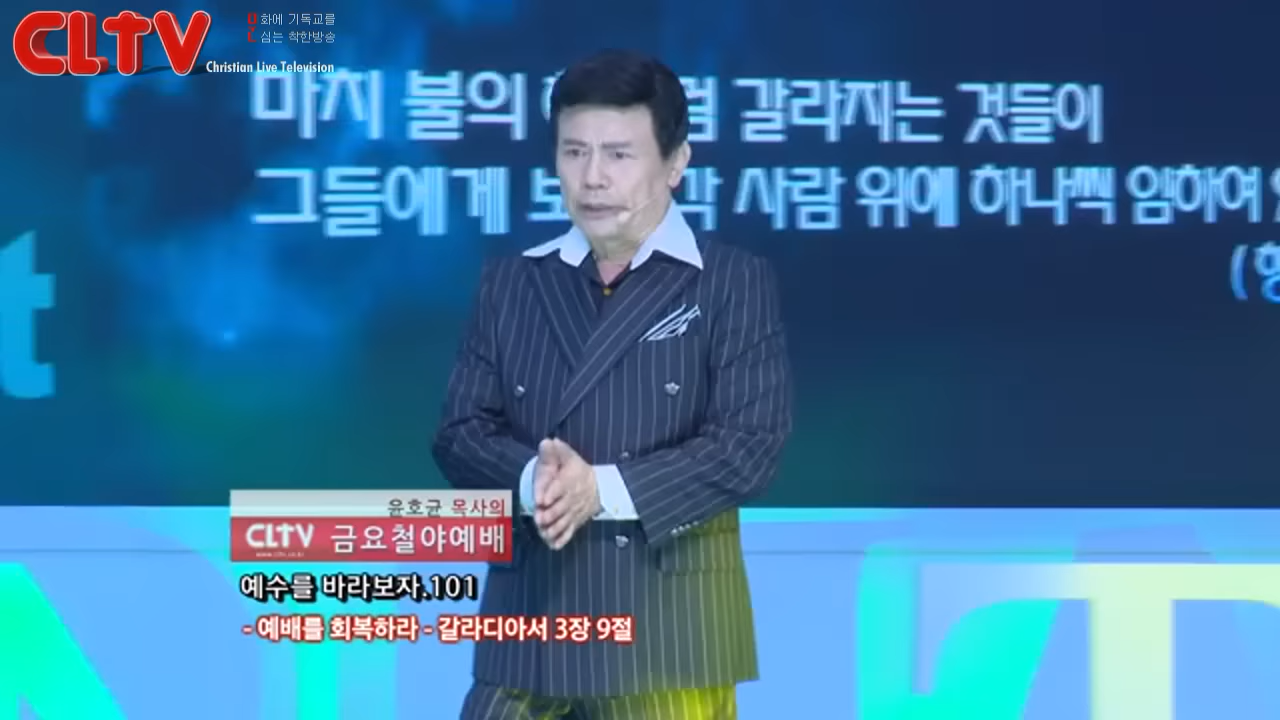 CLTV
문화에 기독교를
심는 착한방송
Christian Live Television
마치 불의 갈라지는 것들이
그들에게 사람 위에 하나씩 임하여
t
윤호균 목사의
CLTV 금요철야예배
예수를 바라보자.101
- 예배를 회복하라 - 갈라디아서 3장 9절